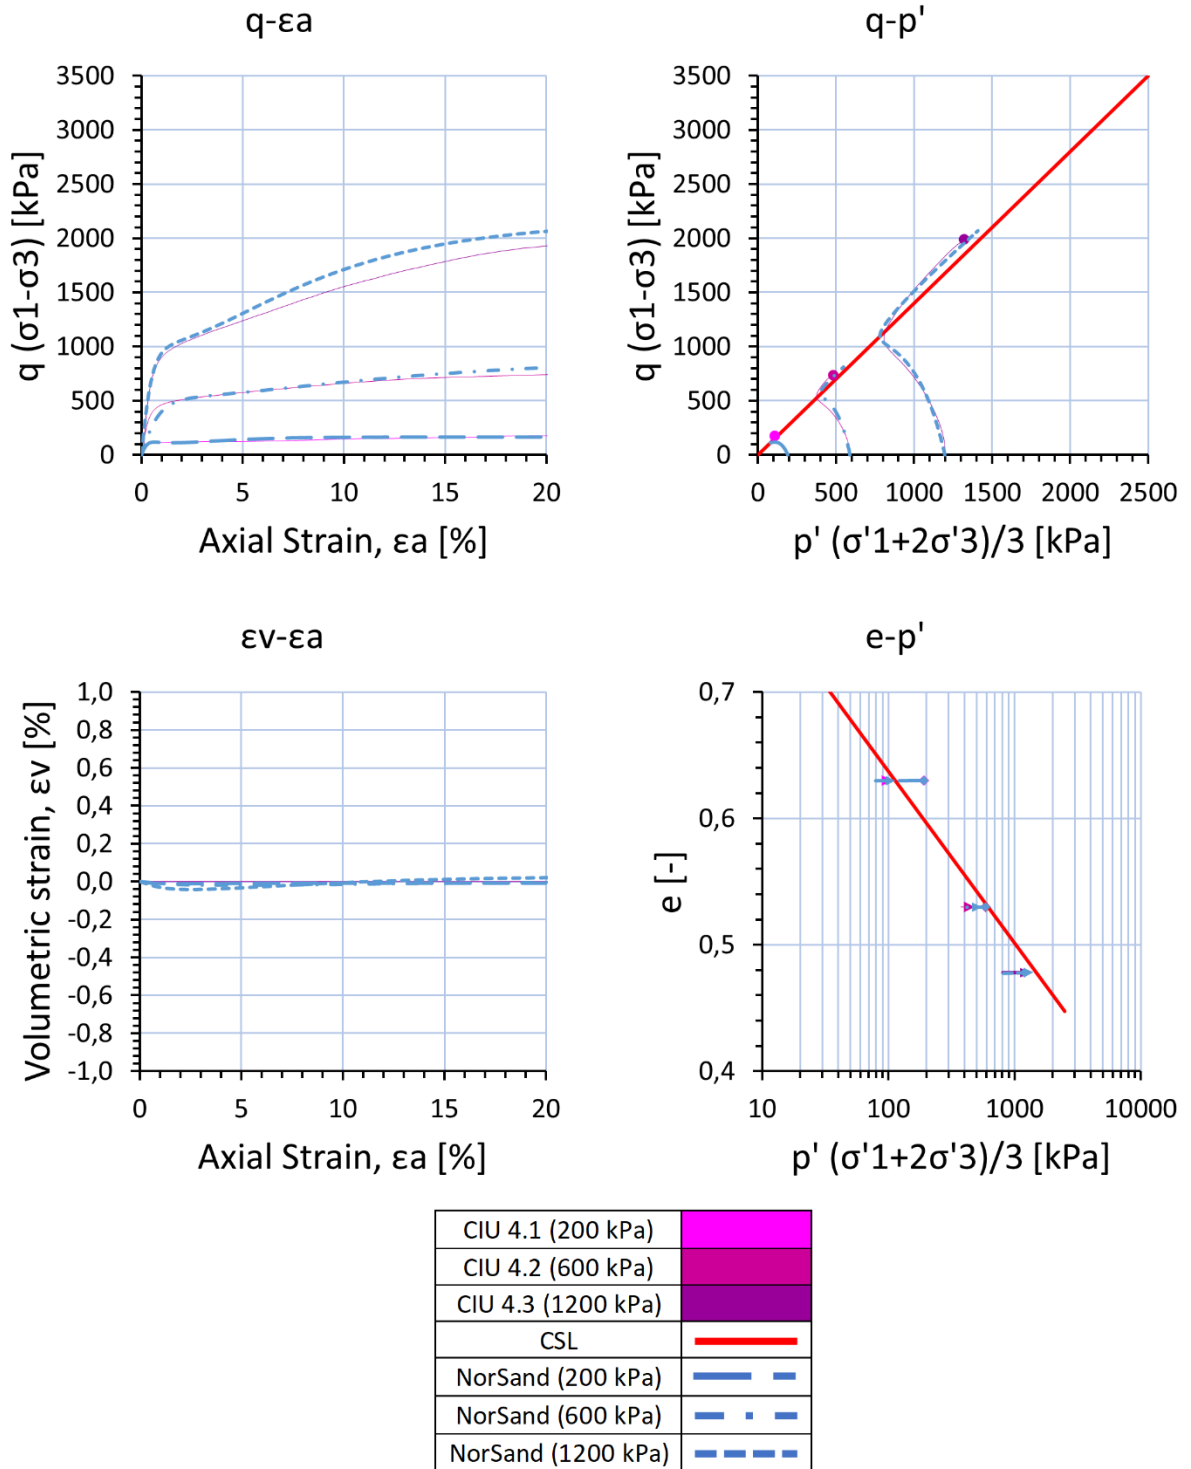 q-εa
q-p'
3500
3000
2500
2000
1500
1000
500
0
q (σ1-σ3) [kPa]
0
5
10
15
20
Axial Strain, εa [%]
3500
3000
2500
2000
1500
1000
500
0
q (σ1-σ3) [kPa]
0
500
1000
1500
2000
2500
p' (σ'1+2σ'3)/3 [kPa]
εv-εa
e-p'
1,0
0,8
0,6
0,4
0,2
0,0
-0,2
-0,4
-0,6
-0,8
-1,0
Volumetric strain, εv [%]
0
5
10
15
20
Axial Strain, εa [%]
0,7
0,6
0,5
0,4
e [-]
10
100
1000
10000
p' (σ'1+2σ'3)/3 [kPa]
CIU 4.1 (200 kPa)
CIU 4.2 (600 kPa)
CIU 4.3 (1200 kPa)
CSL
NorSand (200 kPa)
NorSand (600 kPa)
NorSand (1200 kPa)